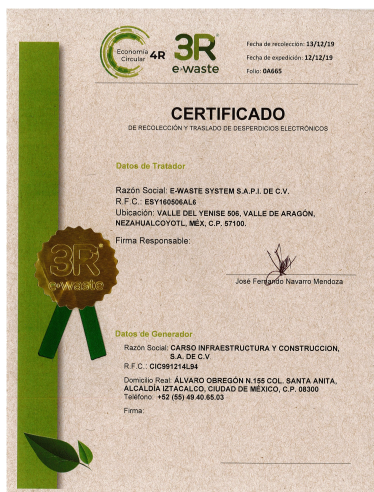 Economía
Circular 4R
3R
e-waste
Fecha de recolección: 13/12/19
Fecha de expedición: 12/12/19
Folio: 0A665
CERTIFICADO
DE RECOLECCIÓN Y TRASLADO DE DESPERDICIOS ELECTRÓNICOS
Datos de Tratador
Razón Social: E-WASTE SYSTEM S.A.P.I. DE C.V.
R.F.C.: ESY160506AL6
Ubicación: VALLE DEL YENISE 506, VALLE DE ARAGÓN,
NEZAHUALCOYOTL, MÉX, C.P. 57100.
Firma Responsable:
José Fernando Navarro Mendoza
3R
e-waste
Datos de Generador
Razón Social: CARSO INFRAESTRUCTURA Y CONSTRUCCION,
S.A. DE C.V
R.F.C.: CIC991214L94
Domicilio Real: ÁLVARO OBREGÓN N.155 COL. SANTA ANITA,
ALCALDÍA IZTACALCO, CIUDAD DE MÉXICO, C.P. 08300
Teléfono: +52 (55) 49.40.65.03
Firma: